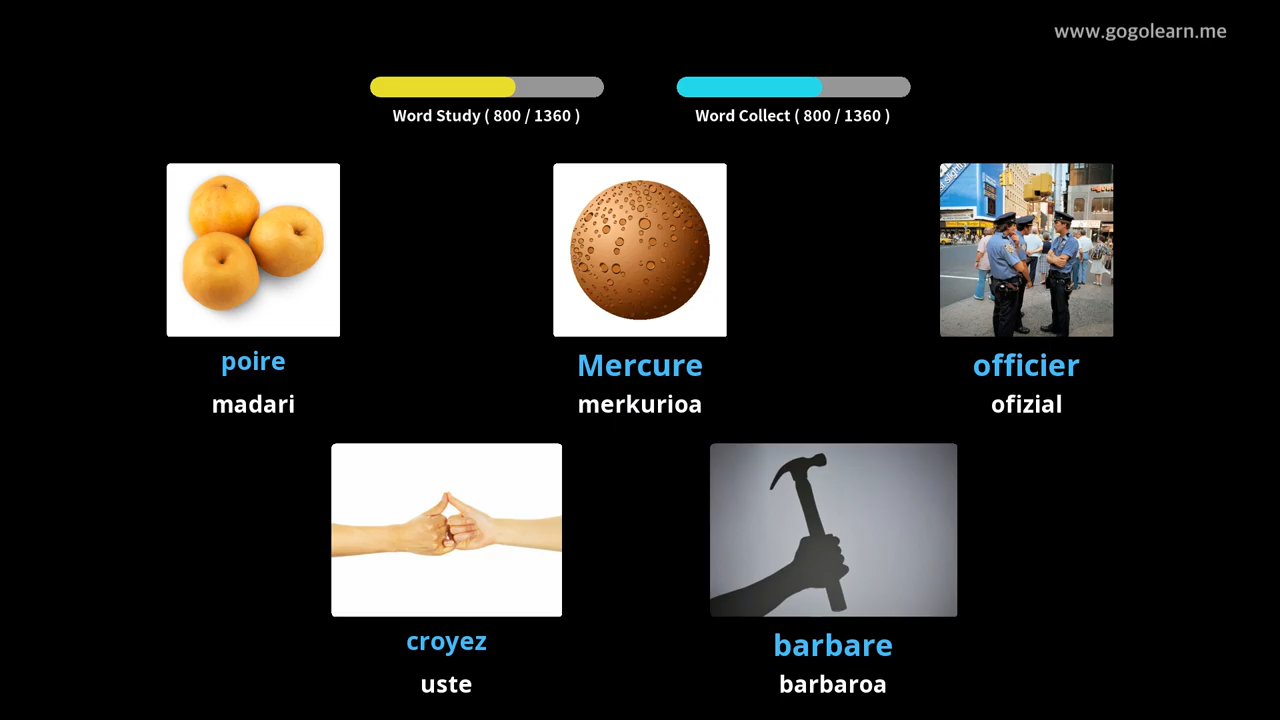 www.gogolearn.me
Word Study ( 800 / 1360 )
Word Collect ( 800 / 1360 )
poire
madari
Mercure
merkurioa
officier
ofizial
croyez
uste
barbare
barbaroa